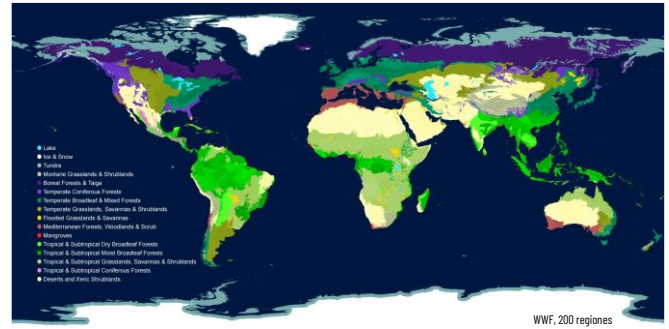 Lake
Ice & Snow
Tundra
Montane Grasslands & Shrublands
Boreal Forests & Taiga
Temperate Coniferous Forests
Temperate Broadleaf & Mixed Forests
Temperate Grasslands, Savannas & Shrublands
Flooded Grasslands & Savannas
Mediterranean Forests, Woodlands & Scrub
Mangroves
Tropical & Subtropical Dry Broadleaf Forests
Tropical & Subtropical Moist Broadleaf Forests
Tropical & Subtropical Grasslands, Savannas & Shrublands
Tropical & Subtropical Coniferous Forests
Deserts and Xeric Shrublands
WWF, 200 regiones